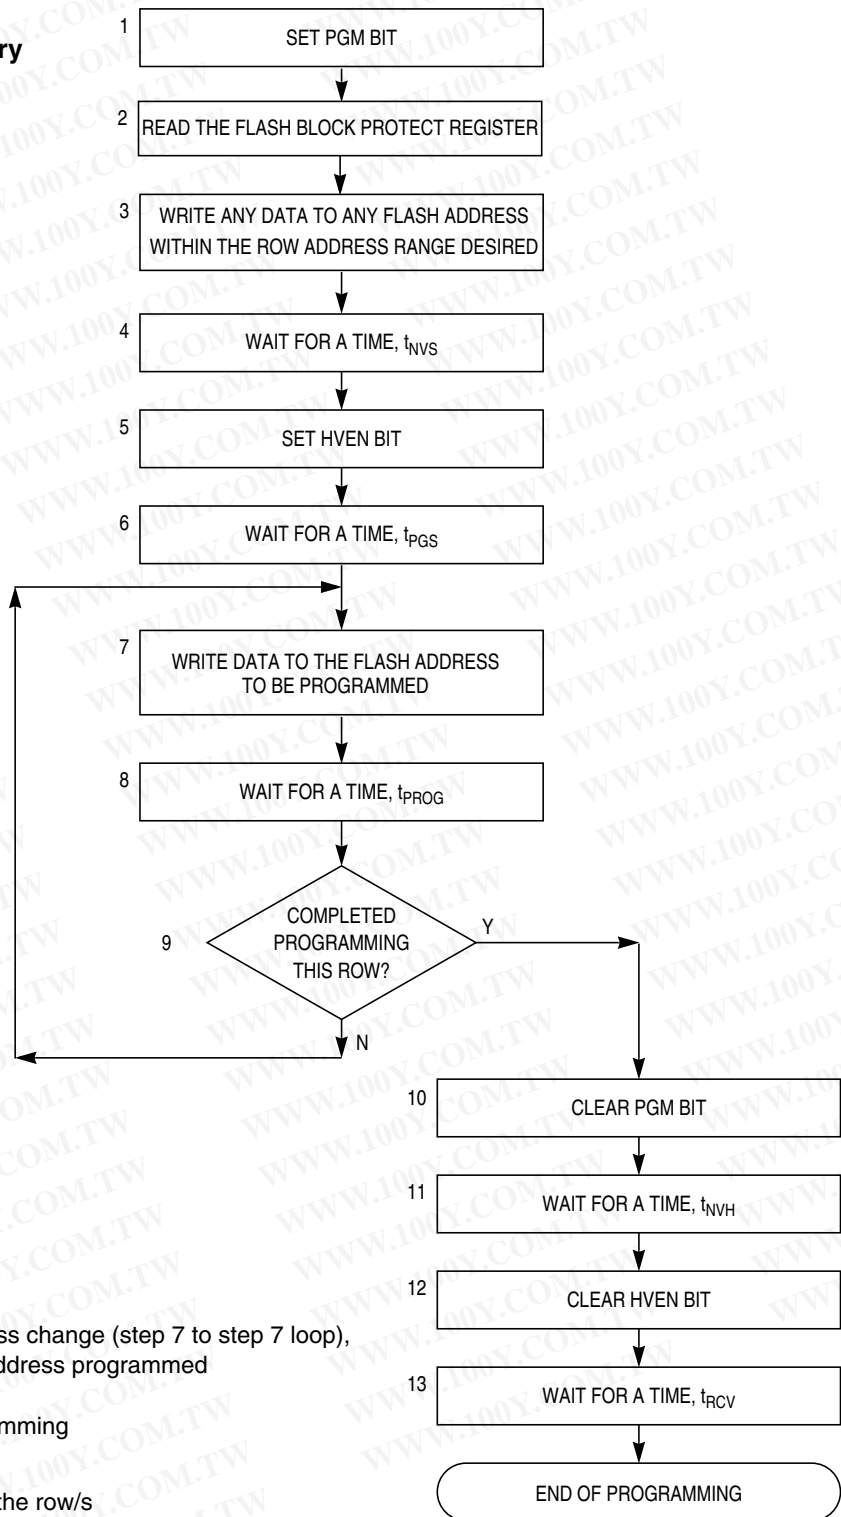 ry
1
SET PGM BIT
2
READ THE FLASH BLOCK PROTECT REGISTER
3
WRITE ANY DATA TO ANY FLASH ADDRESS
WITHIN THE ROW ADDRESS RANGE DESIRED
4
WAIT FOR A TIME, tNVS
5
SET HVEN BIT
6
WAIT FOR A TIME, tPGS
7
WRITE DATA TO THE FLASH ADDRESS
TO BE PROGRAMMED
8
WAIT FOR A TIME, tPROG
9
COMPLETED
PROGRAMMING
THIS ROW?
Y
N
10
CLEAR PGM BIT
11
WAIT FOR A TIME, tNVH
12
CLEAR HVEN BIT
13
WAIT FOR A TIME, tRCV
END OF PROGRAMMING
ss change (step 7 to step 7 loop),
ddress programmed
mming
the row/s
WWW.100Y.COM.TW